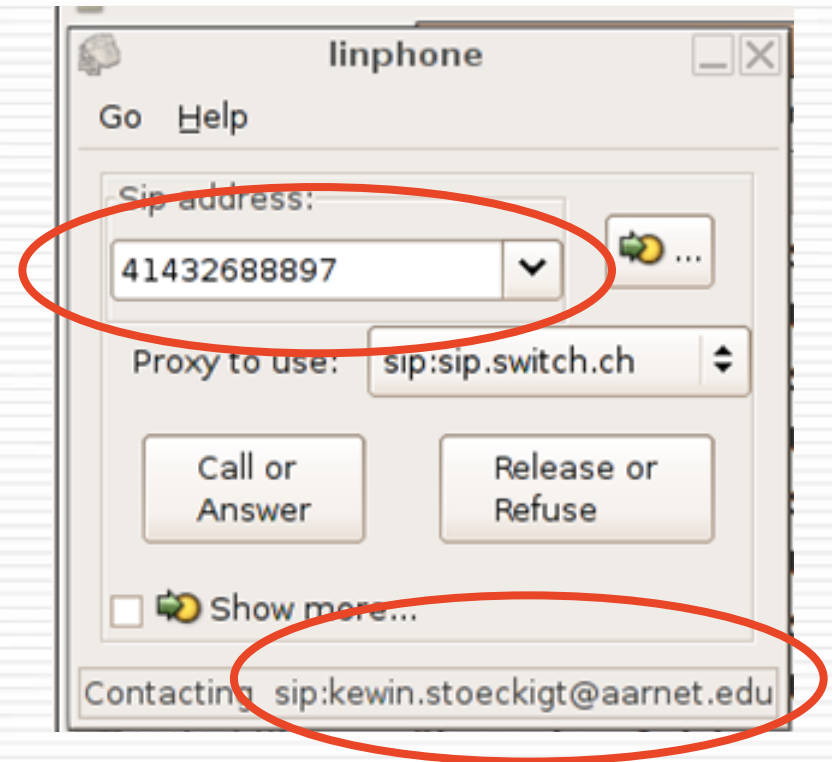 linphone
Go Help
Sip address:
41432688897
...
Proxy to use: sip:sip.switch.ch
Call or
Answer
Release or
Refuse
Show more...
Contacting sip:kewin.stoeckigt@aarnet.edu